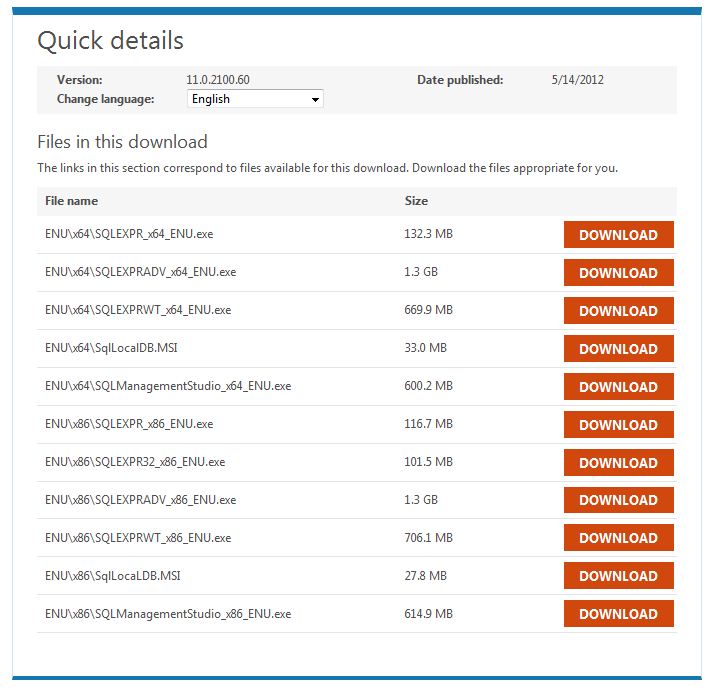 Quick details
Version: 11.0.2100.60 Date published: 5/14/2012
Change language: English
Files in this download
The links in this section correspond to files available for this download. Download the files appropriate for you.
File name Size
ENU\x64\SQLEXPR_x64_ENU.exe 132.3 MB DOWNLOAD
ENU\x64\SQLEXPRADV_x64_ENU.exe 1.3 GB DOWNLOAD
ENU\x64\SQLEXPRWT_x64_ENU.exe 669.9 MB DOWNLOAD
ENU\x64\SqlLocalDB.MSI 33.0 MB DOWNLOAD
ENU\x64\SQLManagementStudio_x64_ENU.exe 600.2 MB DOWNLOAD
ENU\x86\SQLEXPR_x86_ENU.exe 116.7 MB DOWNLOAD
ENU\x86\SQLEXPR32_x86_ENU.exe 101.5 MB DOWNLOAD
ENU\x86\SQLEXPRADV_x86_ENU.exe 1.3 GB DOWNLOAD
ENU\x86\SQLEXPRWT_x86_ENU.exe 706.1 MB DOWNLOAD
ENU\x86\SqlLocaLDB.MSI 27.8 MB DOWNLOAD
ENU\x86\SQLManagementStudio_x86_ENU.exe 614.9 MB DOWNLOAD